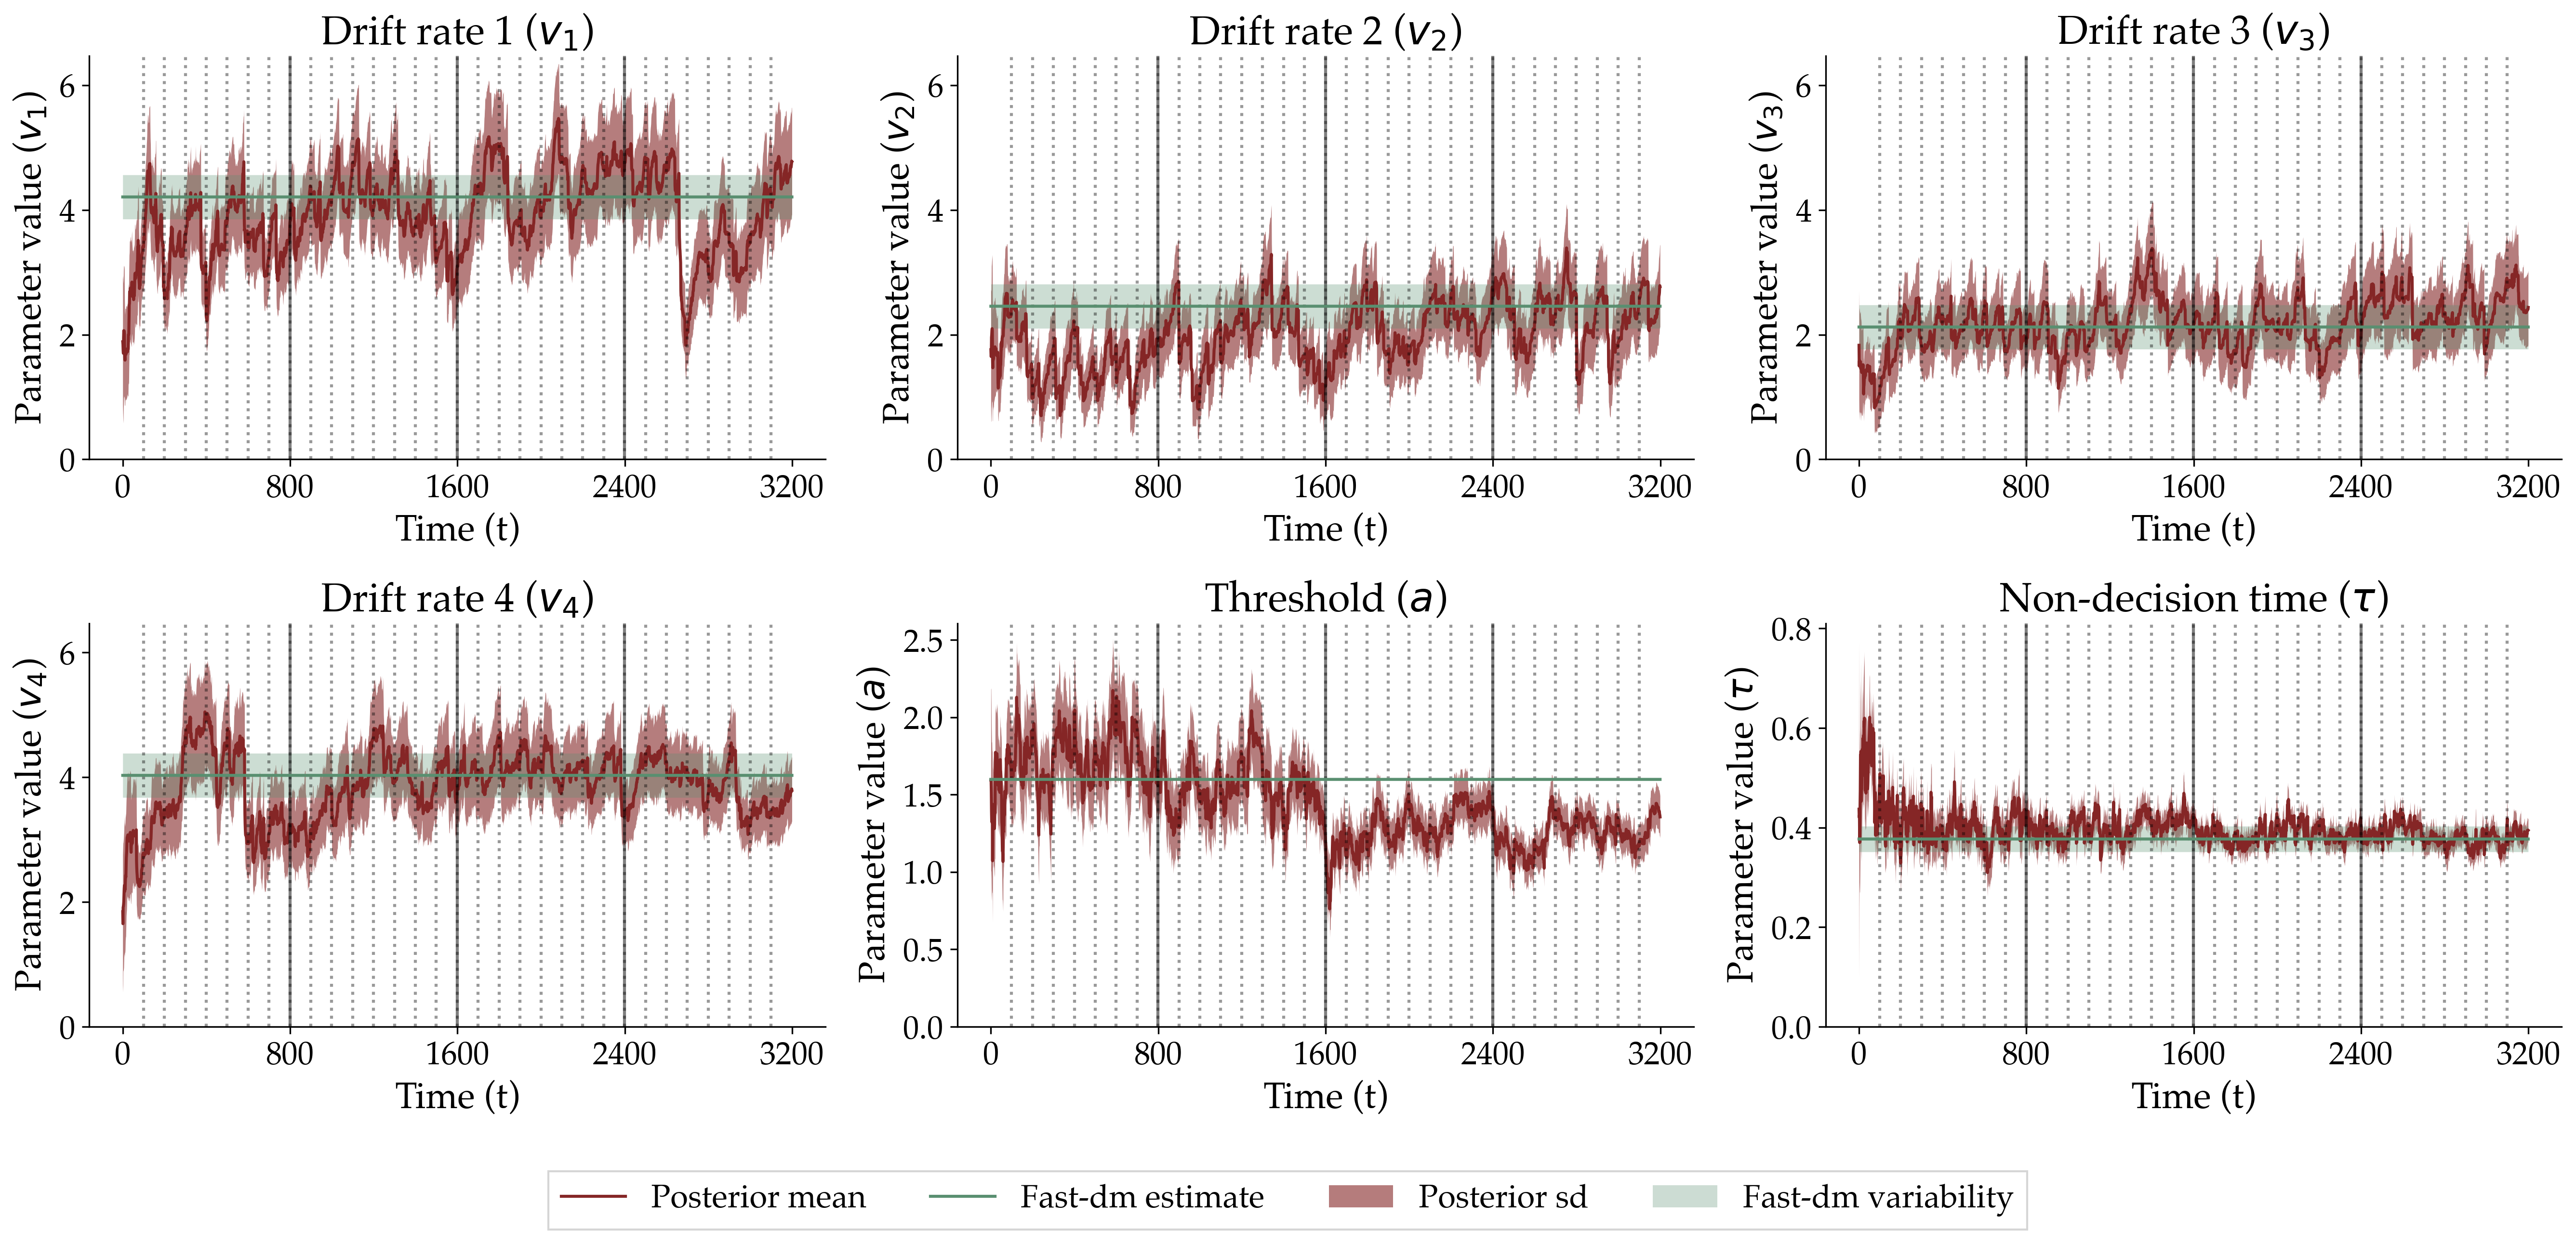 Drift rate 1 (v₁)
Parameter value (v₁)
6
4
2
0
0 800 1600 2400 3200
Time (t)
Drift rate 2 (v₂)
Parameter value (v₂)
6
4
2
0
0 800 1600 2400 3200
Time (t)
Drift rate 3 (v₃)
Parameter value (v₃)
6
4
2
0
0 800 1600 2400 3200
Time (t)
Drift rate 4 (v₄)
Parameter value (v₄)
6
4
2
0
0 800 1600 2400 3200
Time (t)
Threshold (a)
Parameter value (a)
2.5
2.0
1.5
1.0
0.5
0.0
0 800 1600 2400 3200
Time (t)
Non-decision time (τ)
Parameter value (τ)
0.8
0.6
0.4
0.2
0.0
0 800 1600 2400 3200
Time (t)
Posterior mean Fast-dm estimate Posterior sd Fast-dm variability